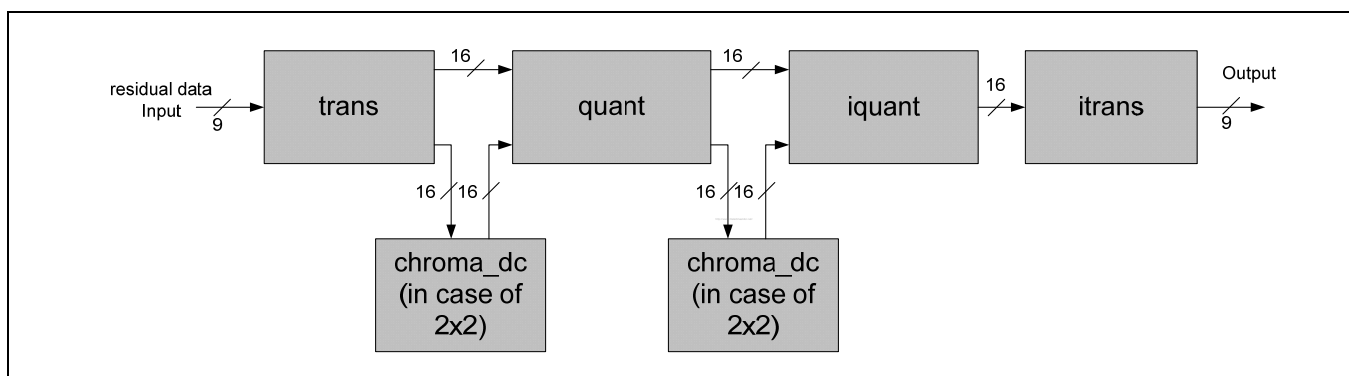 residual data
Input
9
trans
16
16
16
quant
16
16
16
iquant
16
itrans
Output
9
chroma_dc
(in case of
2x2)
chroma_dc
(in case of
2x2)